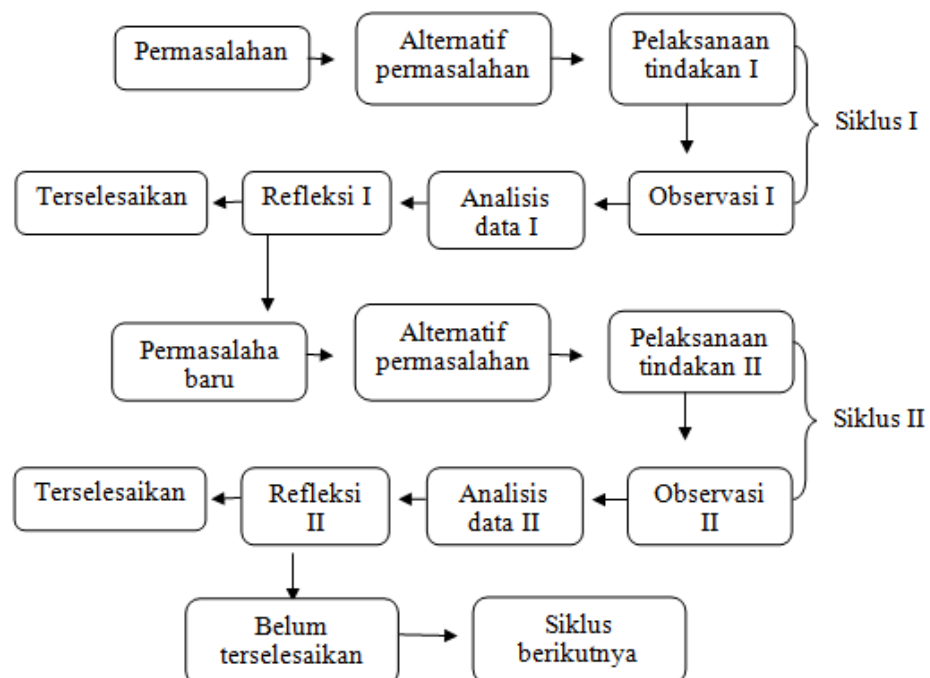 Permasalahan
Alternatif
permasalahan
Pelaksanaan
tindakan I
Siklus I
Terselesaikan
Refleksi I
Analisis
data I
Observasi I
Permasalaha
baru
Alternatif
permasalahan
Pelaksanaan
tindakan II
Siklus II
Terselesaikan
Refleksi
II
Analisis
data II
Observasi
II
Belum
terselesaikan
Siklus
berikutnya